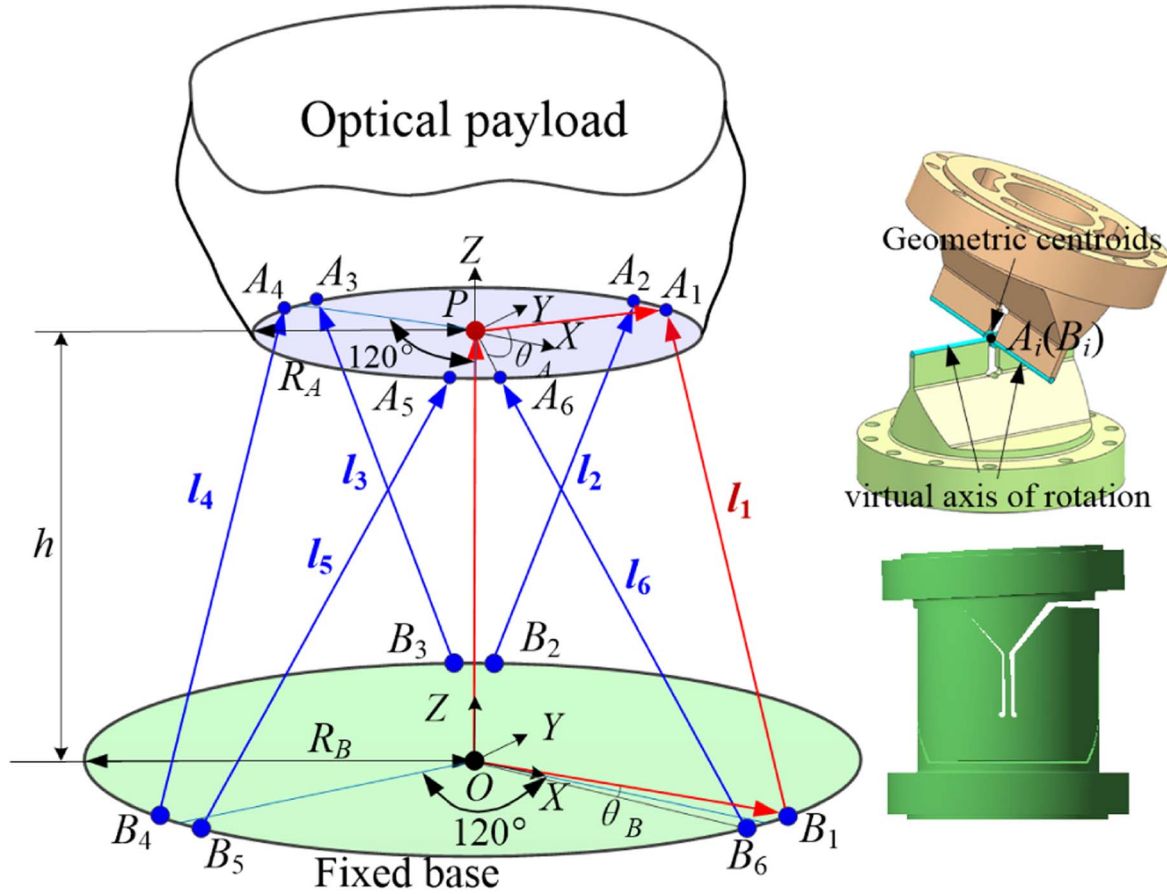 Optical payload
Z
A4
A3
A2
A1
P
Y
X
120°
θA
RA
A5
A6
Geometric centroids
Ai(Bi)
virtual axis of rotation
h
l4
l3
l2
l1
l5
l6
B3
B2
Z
Y
RB
O
X
120°
θB
B4
B5
B6
B1
Fixed base